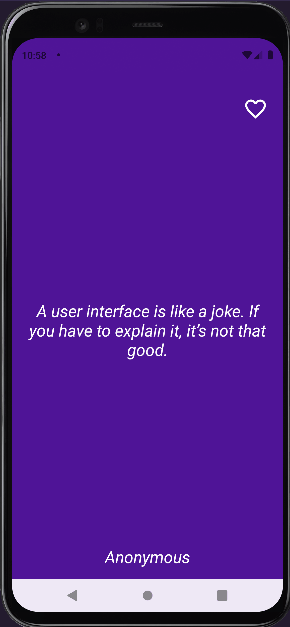 10:58
A user interface is like a joke. If
you have to explain it, it’s not that
good.
Anonymous